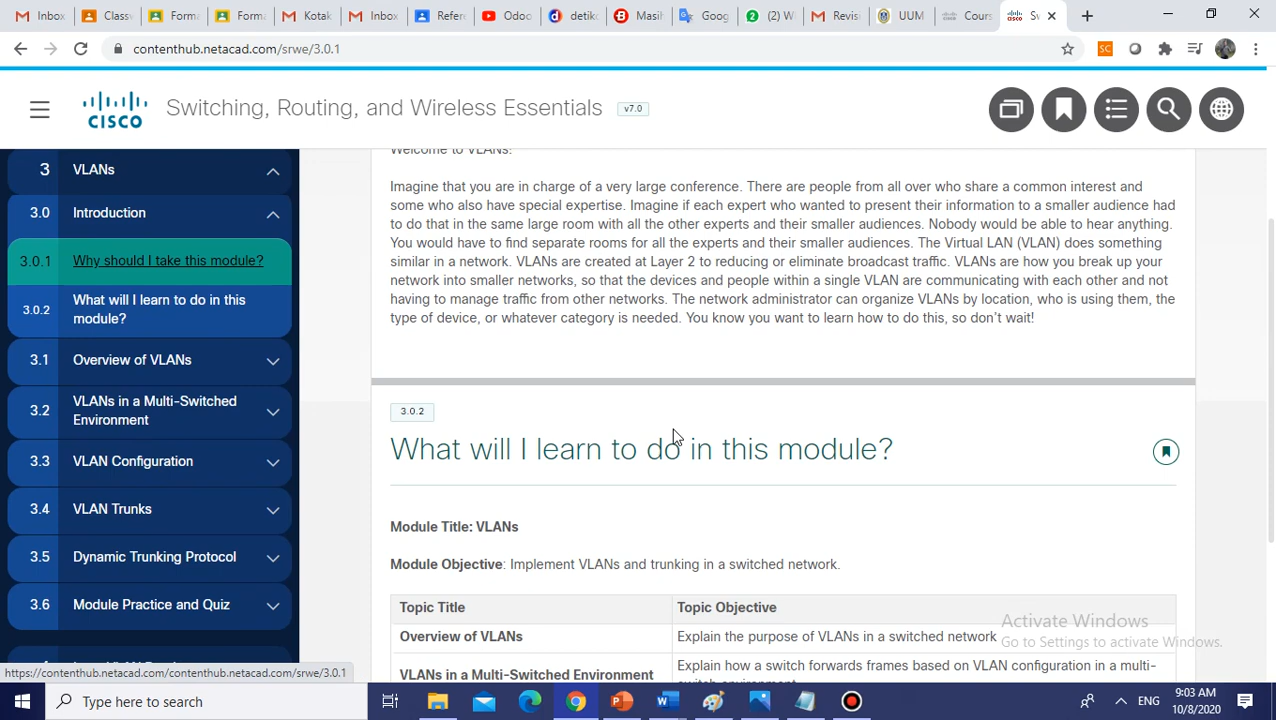 Inbox
Class
Forma
Forma
Kotak
Inbox
Refere
Odoc
detik
Masil
Goog
(2) W
Revis
UUM
Cours
Sv
contenthub.netacad.com/srwe/3.0.1
CISCO
Switching, Routing, and Wireless Essentials
v7.0
3 VLANs
3.0 Introduction
3.0.1 Why should I take this module?
3.0.2 What will I learn to do in this
module?
3.1 Overview of VLANs
3.2 VLANs in a Multi-Switched
Environment
3.3 VLAN Configuration
3.4 VLAN Trunks
3.5 Dynamic Trunking Protocol
3.6 Module Practice and Quiz
Welcome to VLANs!
Imagine that you are in charge of a very large conference. There are people from all over who share a common interest and
some who also have special expertise. Imagine if each expert who wanted to present their information to a smaller audience had
to do that in the same large room with all the other experts and their smaller audiences. Nobody would be able to hear anything.
You would have to find separate rooms for all the experts and their smaller audiences. The Virtual LAN (VLAN) does something
similar in a network. VLANs are created at Layer 2 to reducing or eliminate broadcast traffic. VLANs are how you break up your
network into smaller networks, so that the devices and people within a single VLAN are communicating with each other and not
having to manage traffic from other networks. The network administrator can organize VLANs by location, who is using them, the
type of device, or whatever category is needed. You know you want to learn how to do this, so don't wait!
3.0.2
What will I learn to do in this module?
Module Title: VLANs
Module Objective: Implement VLANs and trunking in a switched network.
Topic Title Topic Objective
Overview of VLANs Explain the purpose of VLANs in a switched network
VLANs in a Multi-Switched Environment Explain how a switch forwards frames based on VLAN configuration in a multi-
Activate Windows
Go to Settings to activate Windows.
https://contenthub.netacad.com/contenthub.netacad.com/srwe/3.0.1
Type here to search
ENG
9:03 AM
10/8/2020